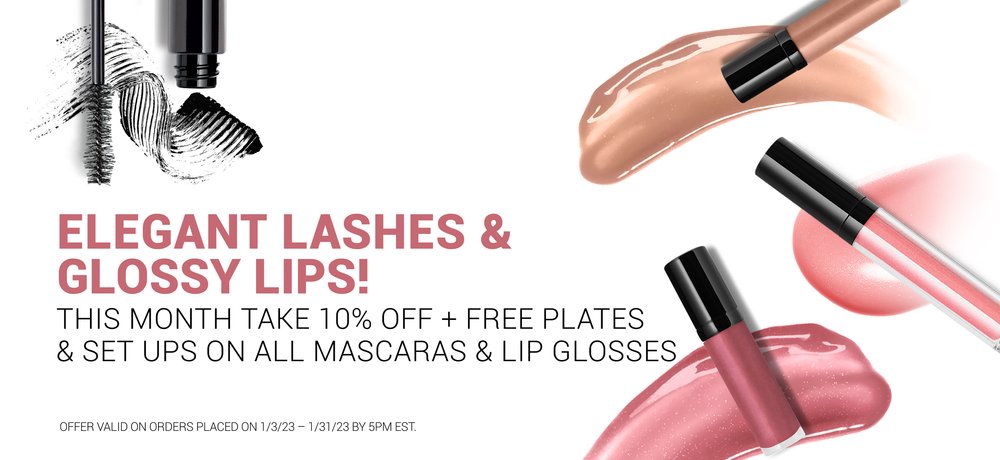 ELEGANT LASHES &
GLOSSY LIPS!
THIS MONTH TAKE 10% OFF + FREE PLATES
& SET UPS ON ALL MASCARAS & LIP GLOSSES
OFFER VALID ON ORDERS PLACED ON 1/3/23 – 1/31/23 BY 5PM EST.